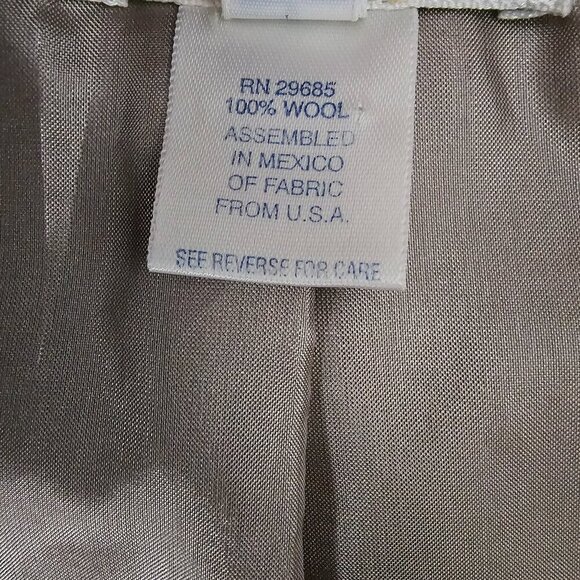 RN 29685
100% WOOL
ASSEMBLED
IN MEXICO
OF FABRIC
FROM U.S.A.
SEE REVERSE FOR CARE